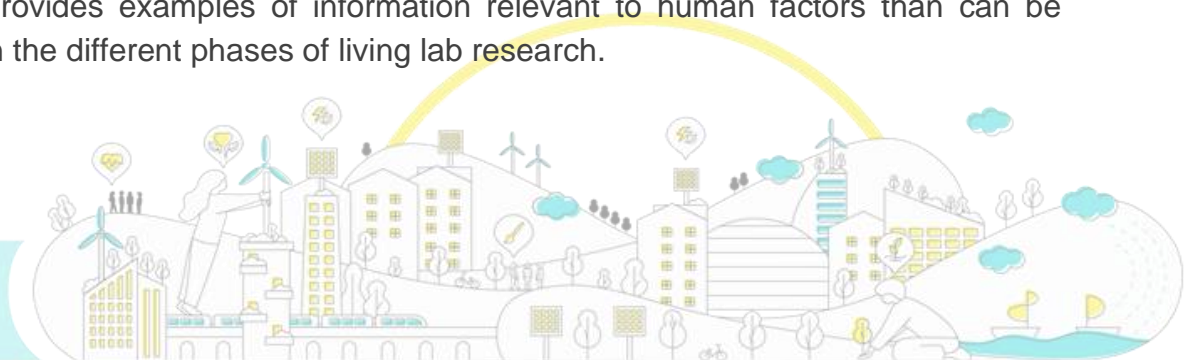 rovides examples of information relevant to human factors than can be
n the different phases of living lab research.